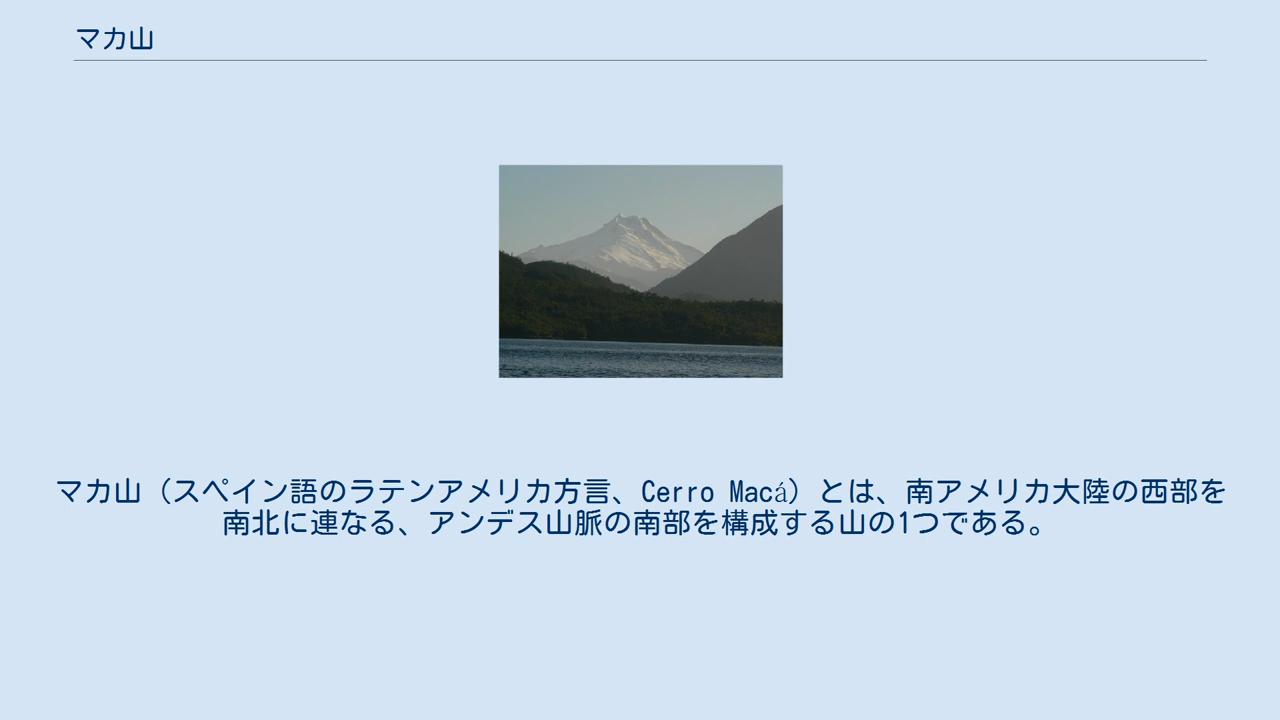 マカ山
マカ山（スペイン語のラテンアメリカ方言、Cerro Macá）とは、南アメリカ大陸の西部を
南北に連なる、アンデス山脈の南部を構成する山の1つである。